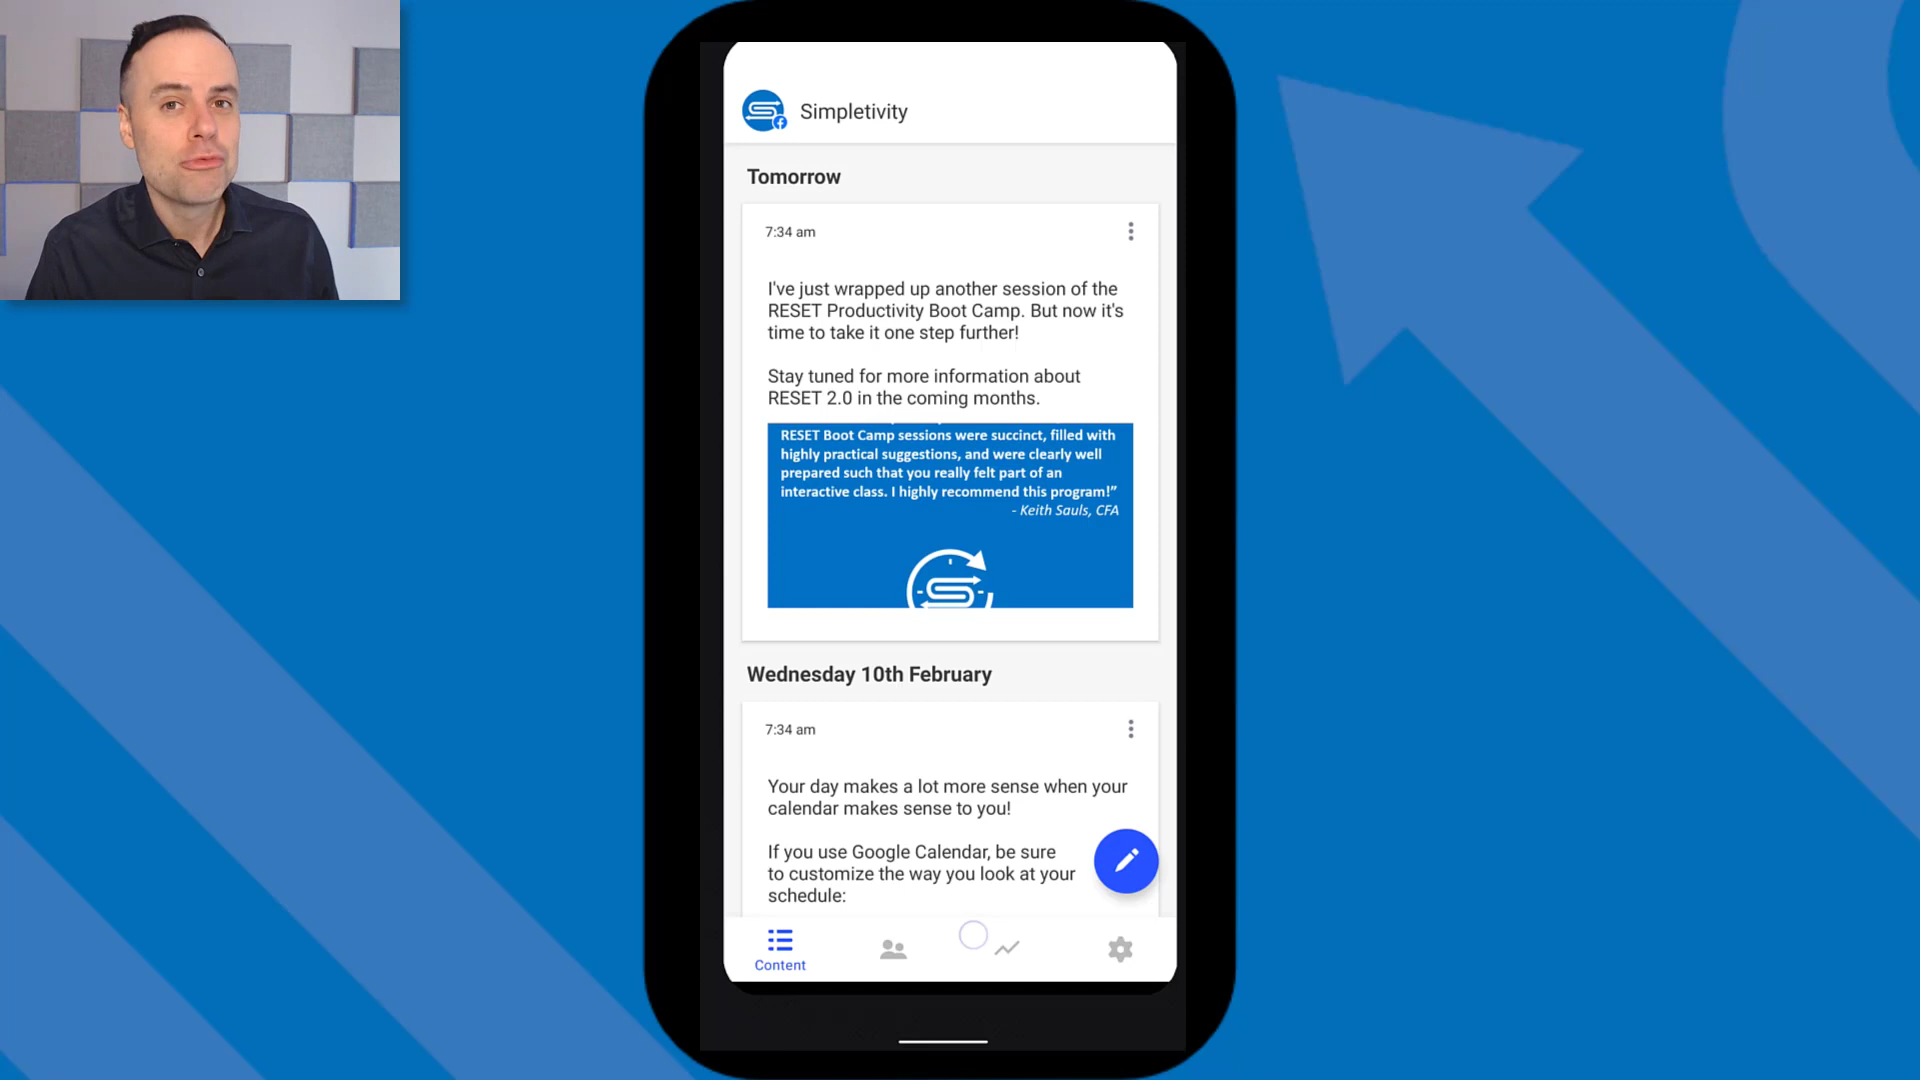 Simpletivity
Tomorrow
7:34 am
I've just wrapped up another session of the
RESET Productivity Boot Camp. But now it's
time to take it one step further!
Stay tuned for more information about
RESET 2.0 in the coming months.
RESET Boot Camp sessions were succinct, filled with
highly practical suggestions, and were clearly well
prepared such that you really felt part of an
interactive class. I highly recommend this program!”
- Keith Sauls, CFA
Wednesday 10th February
7:34 am
Your day makes a lot more sense when your
calendar makes sense to you!
If you use Google Calendar, be sure
to customize the way you look at your
schedule:
Content